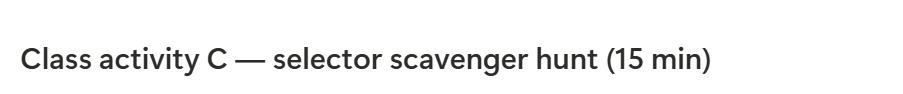 Class activity C — selector scavenger hunt (15 min)